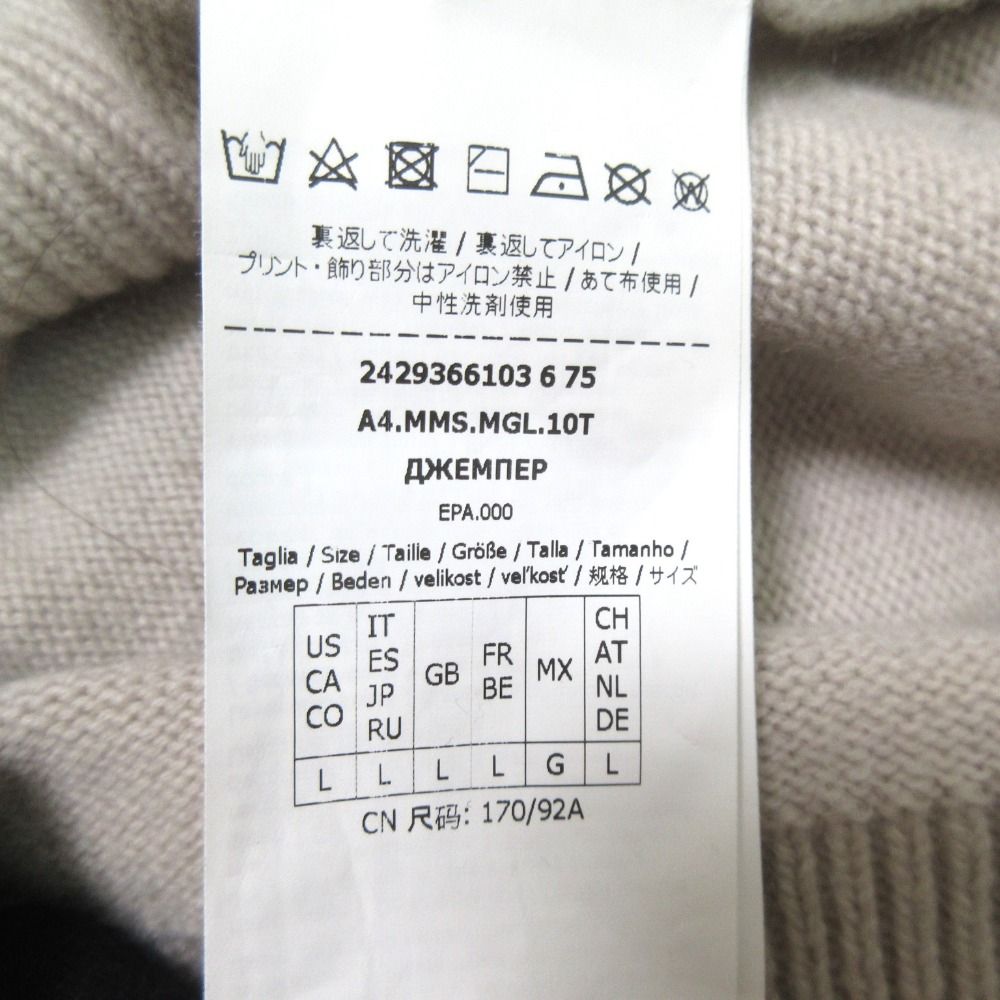 裏返して洗濯 / 裏返してアイロン /
プリント・飾り部分はアイロン禁止 / あて布使用 /
中性洗剤使用
2429366103 6 75
A4.MMS.MGL.10T
ДЖЕМПЕР
EPA.000
Taglia / Size / Taille / Größe / Talla / Tamanho /
Размер / Beden / velikost / veľkosť / 规格 / サイズ
US CA CO
IT ES JP RU
GB
FR BE
MX
CH AT NL DE
L L L L G L
CN 尺码: 170/92A